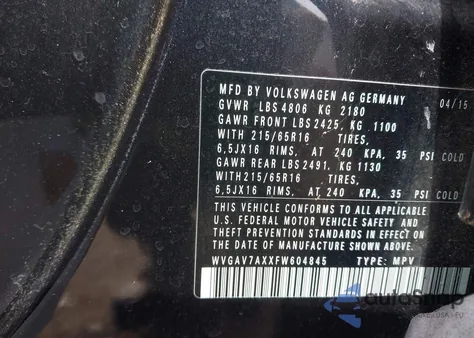 MFD BY VOLKSWAGEN AG GERMANY 04/15
GVWR LBS 4806 KG 2180
GAWR FRONT LBS 2425, KG 1100
WITH 215/65R16 TIRES,
6,5JX16 RIMS, AT 240 KPA, 35 PSI COLD
GAWR REAR LBS 2491, KG 1130
WITH 215/65R16 TIRES,
6,5JX16 RIMS, AT 240 KPA, 35 PSI COLD
THIS VEHICLE CONFORMS TO ALL APPLICABLE
U.S. FEDERAL MOTOR VEHICLE SAFETY AND
THEFT PREVENTION STANDARDS IN EFFECT ON
THE DATE OF MANUFACTURE SHOWN ABOVE.
WVGAV7AXXFW604845 TYPE: MPV
autoSnap